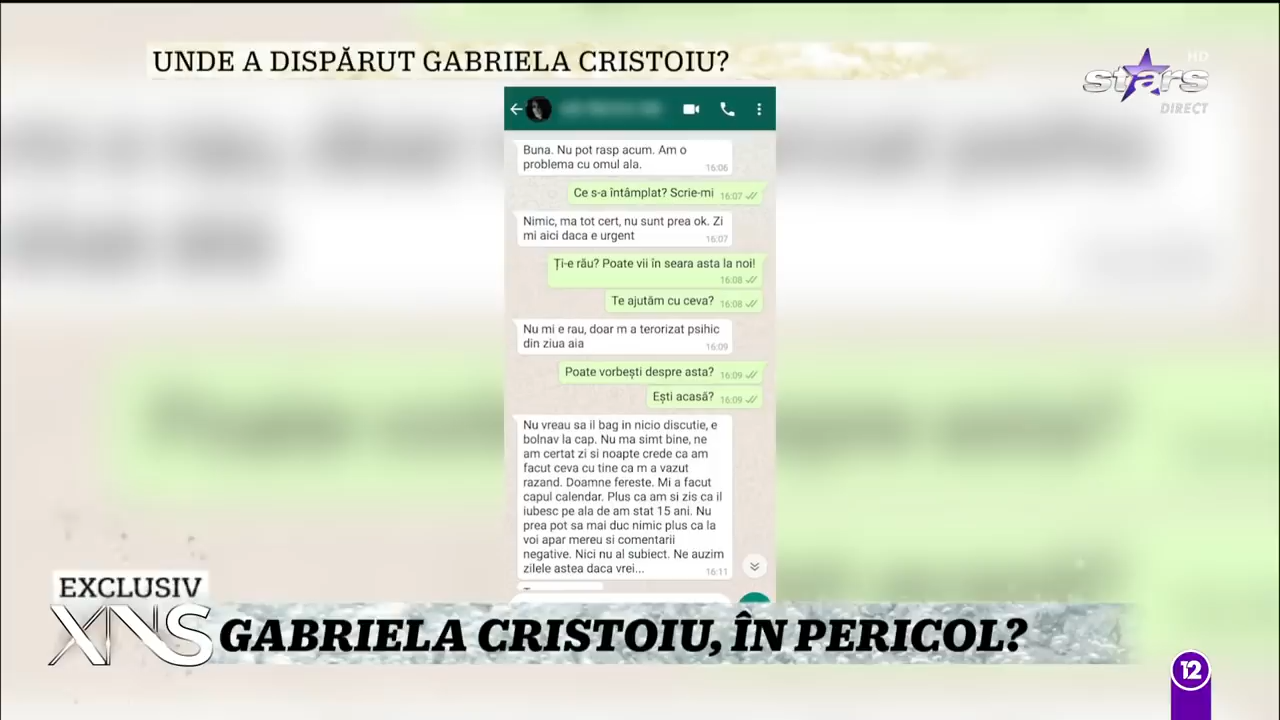 UNDE A DISPĂRUT GABRIELA CRISTOIU?
HD
stars
DIRECT
Buna. Nu pot rasp acum. Am o
problema cu omul ala.
16:06
Ce s-a întâmplat? Scrie-mi 16:07
Nimic, ma tot cert, nu sunt prea ok. Zi
mi aici daca e urgent
16:07
Ți-e rău? Poate vii în seara asta la noi!
16:08
Te ajutăm cu ceva? 16:08
Nu mi e rau, doar m a terorizat psihic
din ziua aia
16:09
Poate vorbești despre asta? 16:09
Ești acasă? 16:09
Nu vreau sa il bag in nicio discutie, e
bolnav la cap. Nu ma simt bine, ne
am certat zi si noapte crede ca am
facut ceva cu tine ca m a vazut
razand. Doamne fereste. Mi a facut
capul calendar. Plus ca am si zis ca il
iubesc pe ala de am stat 15 ani. Nu
prea pot sa mai duc nimic plus ca la
voi apar mereu si comentarii
negative. Nici nu al subiect. Ne auzim
zilele astea daca vrei...
16:11
EXCLUSIV
XNS
GABRIELA CRISTOIU, ÎN PERICOL?
12